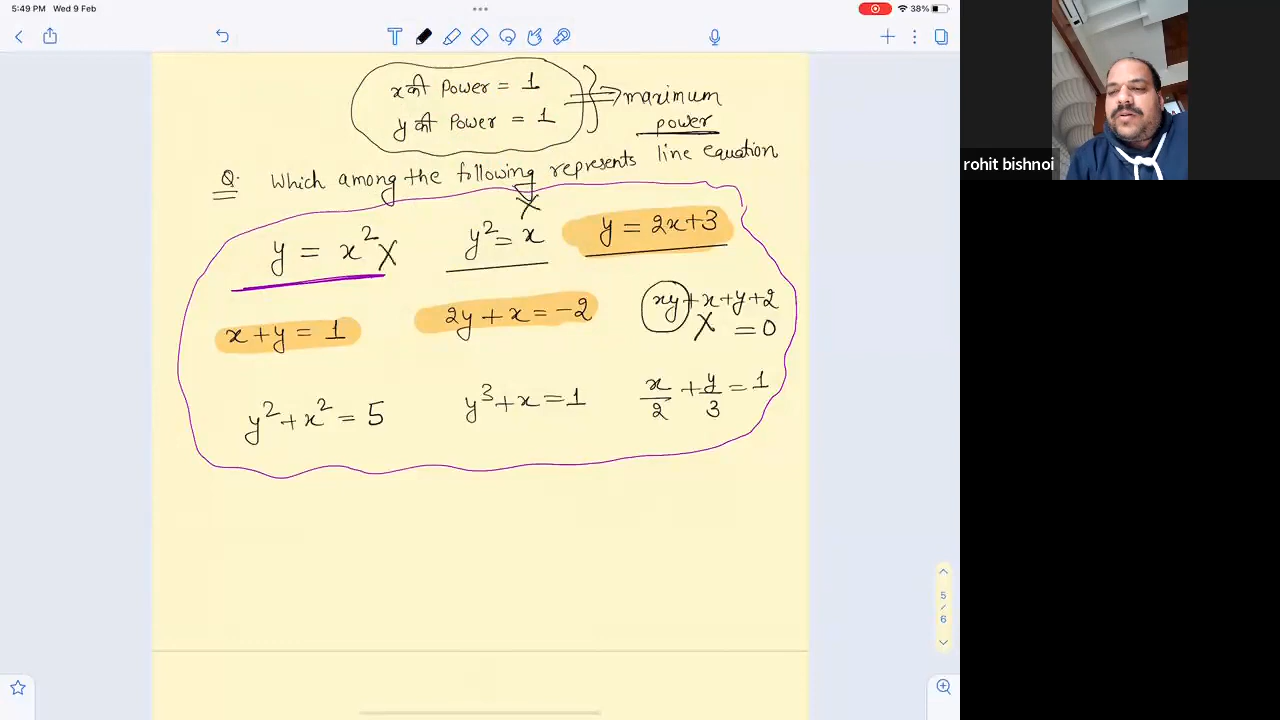 5:49 PM Wed 9 Feb
38%
x की Power = 1
y की Power = 1
maximum
power
Q. Which among the following represents line equation
y = x² X
y² = x X
y = 2x+3
x+y = 1
2y + x = -2
xy+x+y+2
X = 0
y²+x² = 5
y³+x=1
x/2 + y/3 = 1
5
/
6
rohit bishnoi